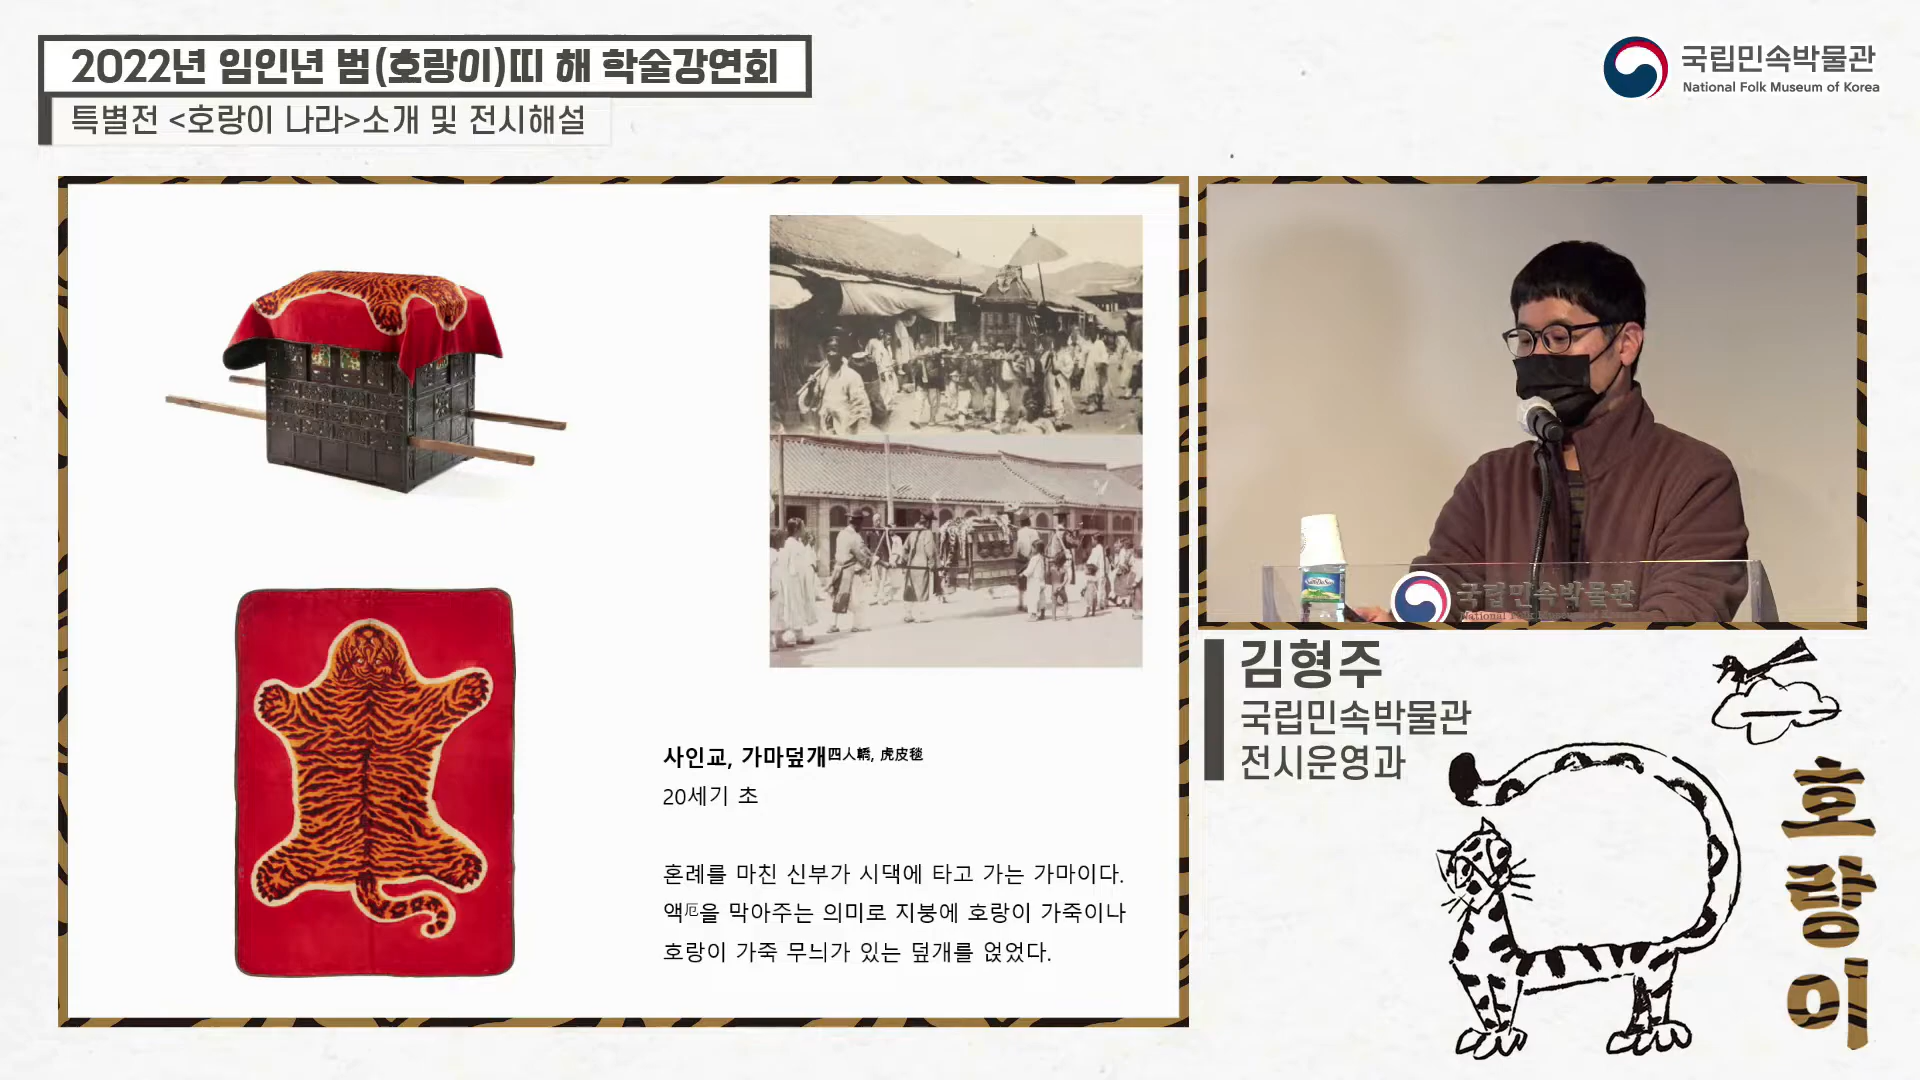 2022년 임인년 범(호랑이)띠 해 학술강연회
특별전 <호랑이 나라>소개 및 전시해설
국립민속박물관
National Folk Museum of Korea
사인교, 가마덮개四人轎, 虎皮毯
20세기 초
혼례를 마친 신부가 시댁에 타고 가는 가마이다.
액厄을 막아주는 의미로 지붕에 호랑이 가죽이나
호랑이 가죽 무늬가 있는 덮개를 얹었다.
국립민속박물관
김형주
국립민속박물관
전시운영과
호랑이